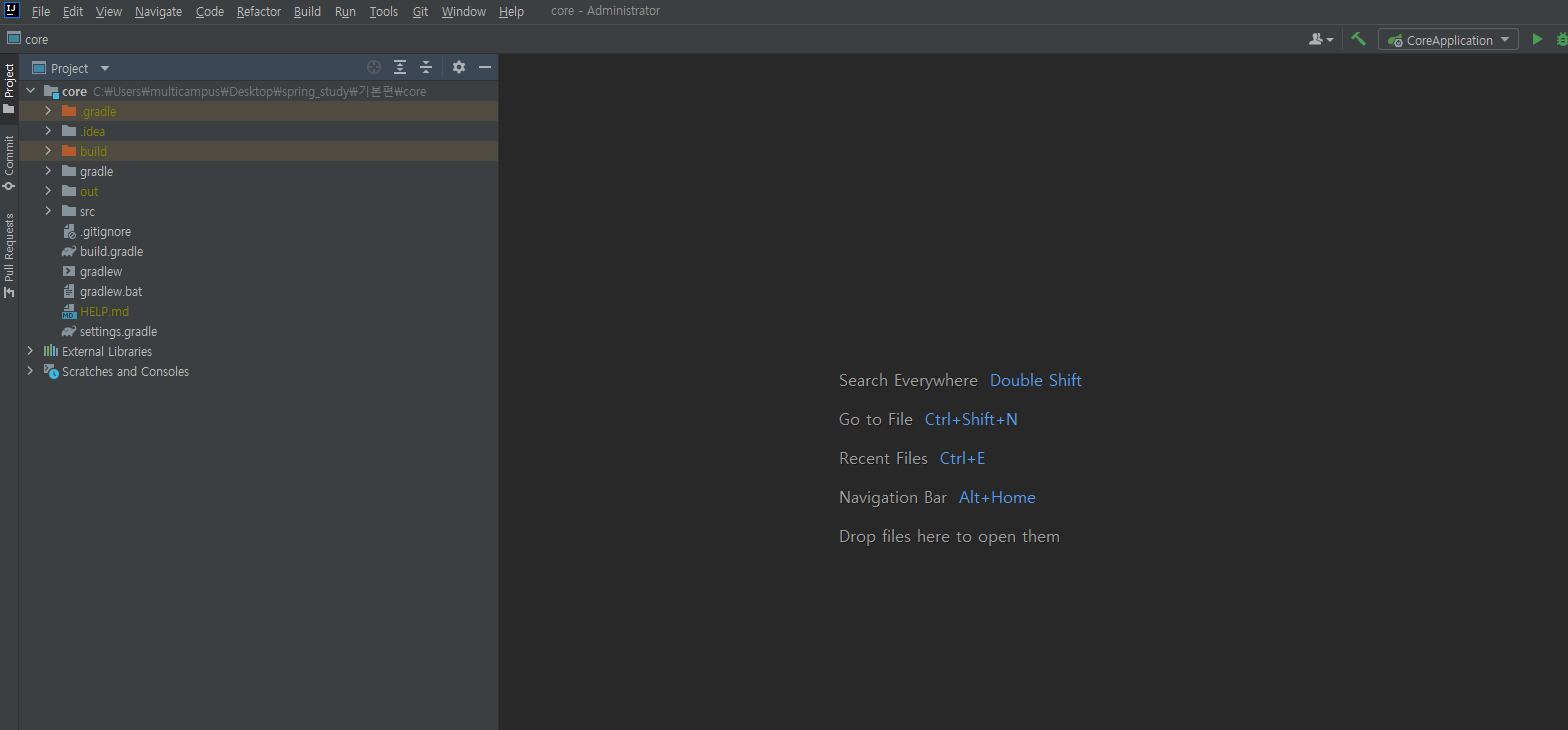 IJ File Edit View Navigate Code Refactor Build Run Tools Git Window Help core - Administrator
core CoreApplication
Project
Project
Commit
Pull Requests
core C:₩Users₩multicampus₩Desktop₩spring_study₩기본편₩core
.gradle
.idea
build
gradle
out
src
.gitignore
build.gradle
gradlew
gradlew.bat
MD HELP.md
settings.gradle
External Libraries
Scratches and Consoles
Search Everywhere Double Shift
Go to File Ctrl+Shift+N
Recent Files Ctrl+E
Navigation Bar Alt+Home
Drop files here to open them